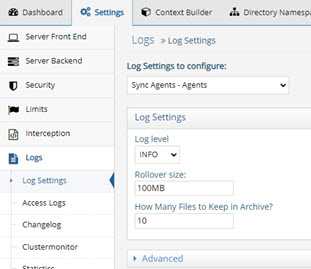 Dashboard
Settings
Context Builder
Directory Namesp
Server Front End
Server Backend
Security
Limits
Interception
Logs
Log Settings
Access Logs
Changelog
Clustermonitor
Statistics
Logs » Log Settings
Log Settings to configure:
Sync Agents - Agents
Log Settings
Log level
INFO
Rollover size:
100MB
How Many Files to Keep in Archive?
10
Advanced